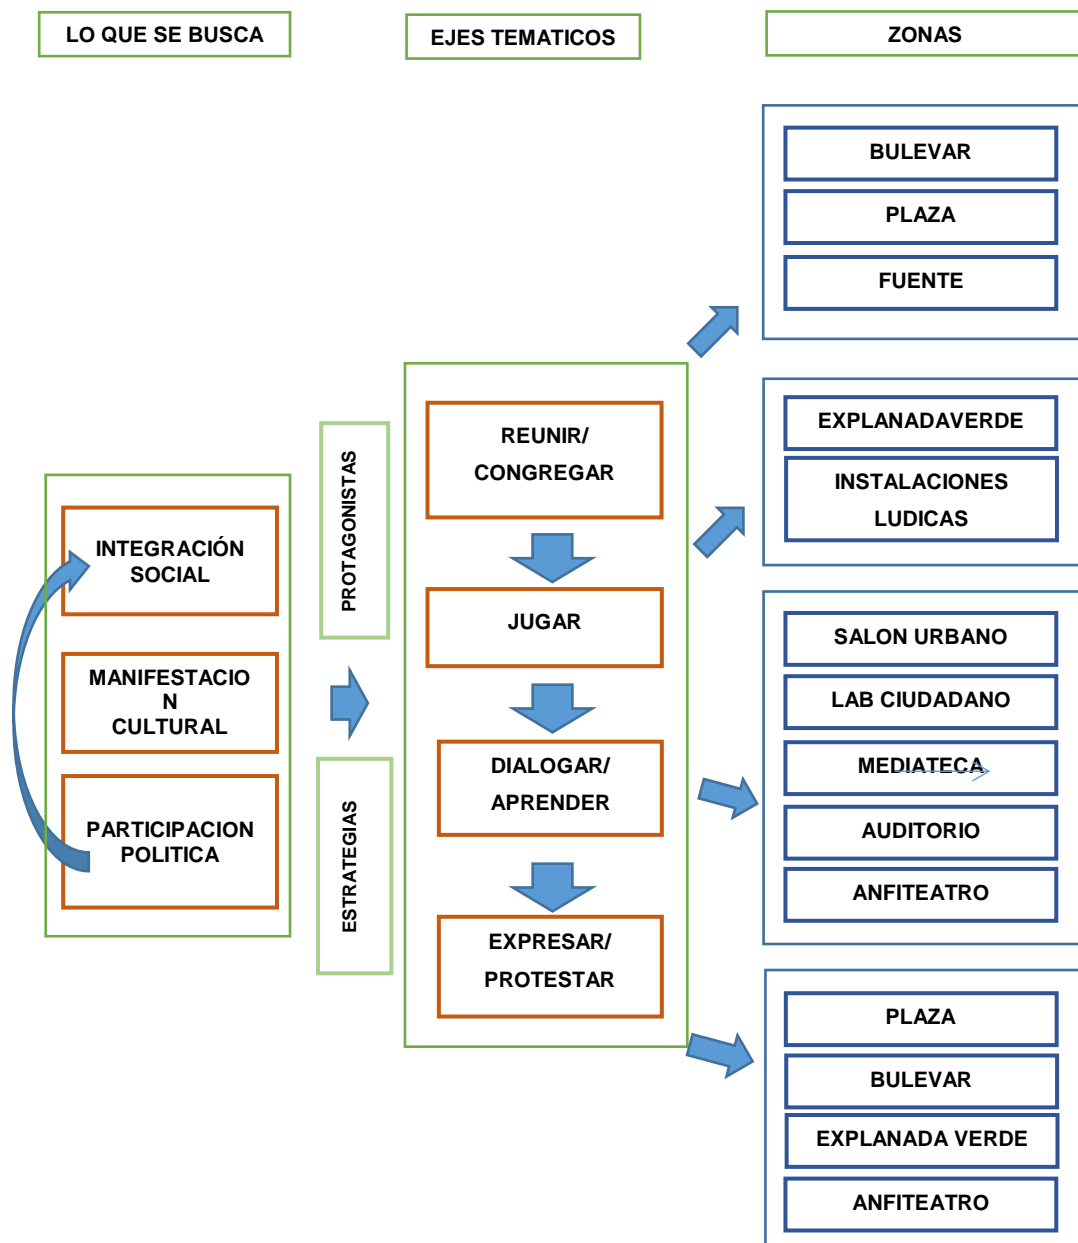 LO QUE SE BUSCA
EJES TEMATICOS
ZONAS
INTEGRACIÓN
SOCIAL
MANIFESTACIO
N
CULTURAL
PARTICIPACION
POLITICA
PROTAGONISTAS
ESTRATEGIAS
REUNIR/
CONGREGAR
JUGAR
DIALOGAR/
APRENDER
EXPRESAR/
PROTESTAR
BULEVAR
PLAZA
FUENTE
EXPLANADAVERDE
INSTALACIONES
LUDICAS
SALON URBANO
LAB CIUDADANO
MEDIATECA
AUDITORIO
ANFITEATRO
PLAZA
BULEVAR
EXPLANADA VERDE
ANFITEATRO